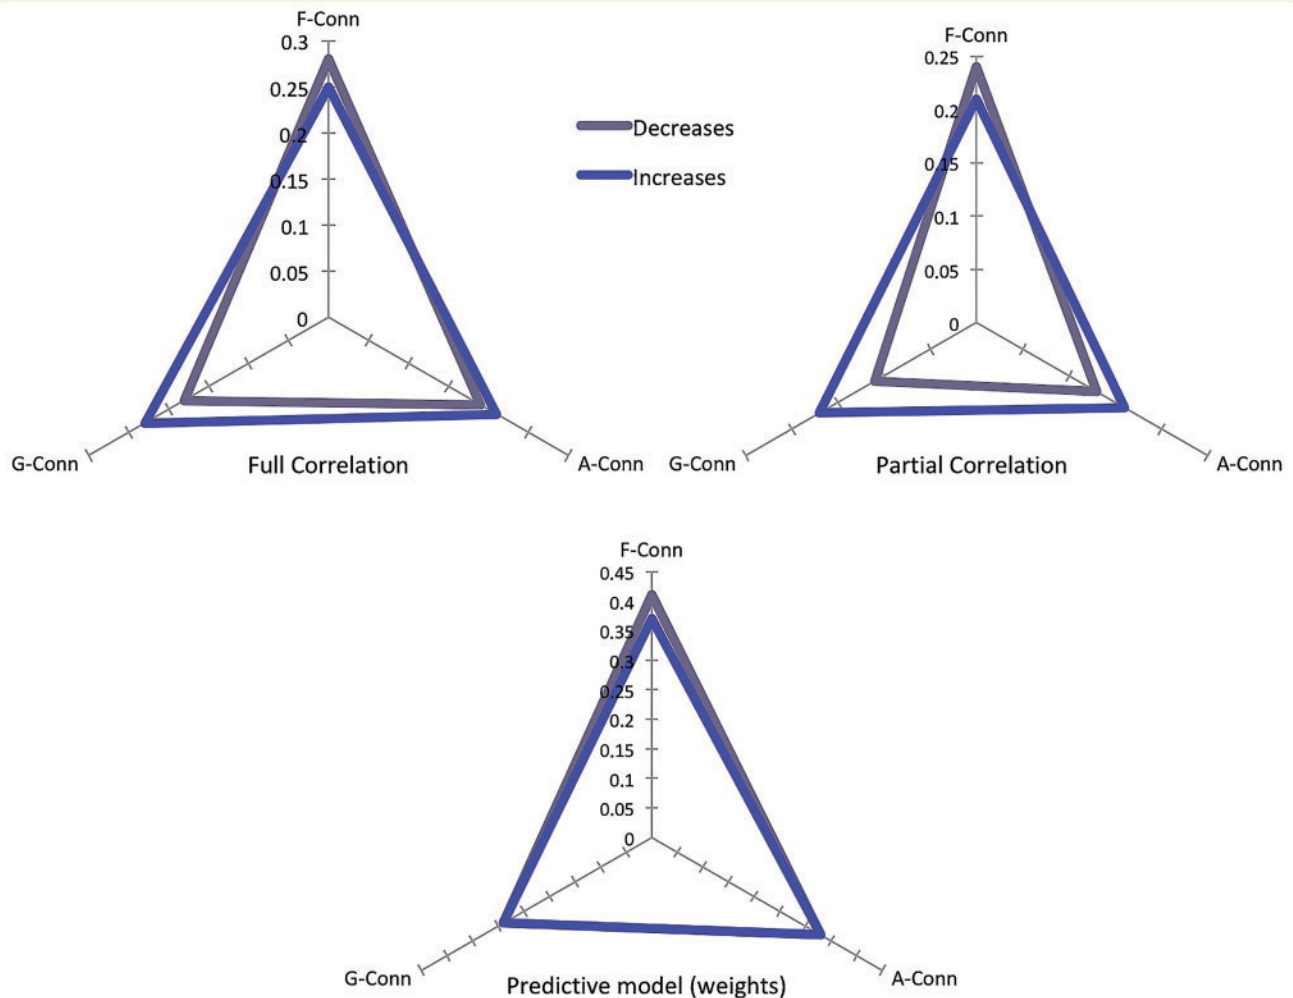 F-Conn
0.3
0.25
0.2
0.15
0.1
0.05
0
G-Conn
A-Conn
Full Correlation
Decreases
Increases
F-Conn
0.25
0.2
0.15
0.1
0.05
0
G-Conn
A-Conn
Partial Correlation
F-Conn
0.45
0.4
0.35
0.3
0.25
0.2
0.15
0.1
0.05
0
G-Conn
A-Conn
Predictive model (weights)